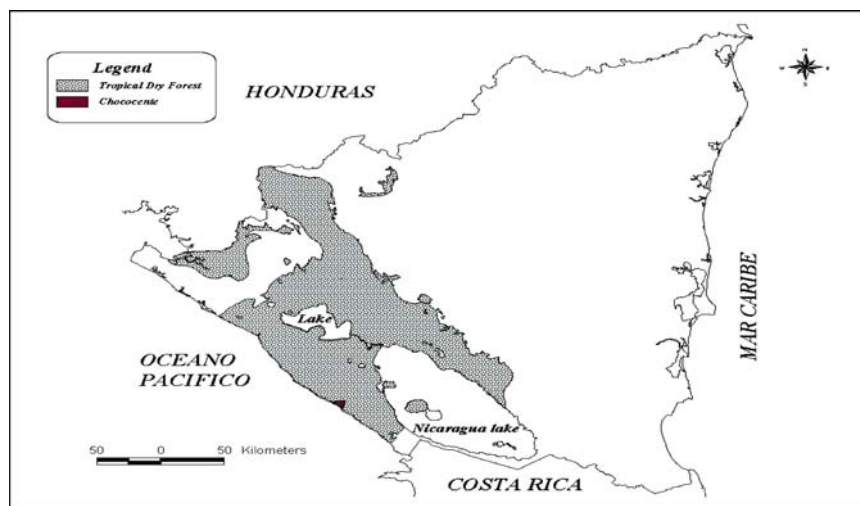 Legend
Tropical Dry Forest
Chococente
HONDURAS
N
W
E
S
Lake
MAR CARIBE
OCEANO
PACIFICO
Nicaragua lake
50 0 50 Kilometers
COSTA RICA